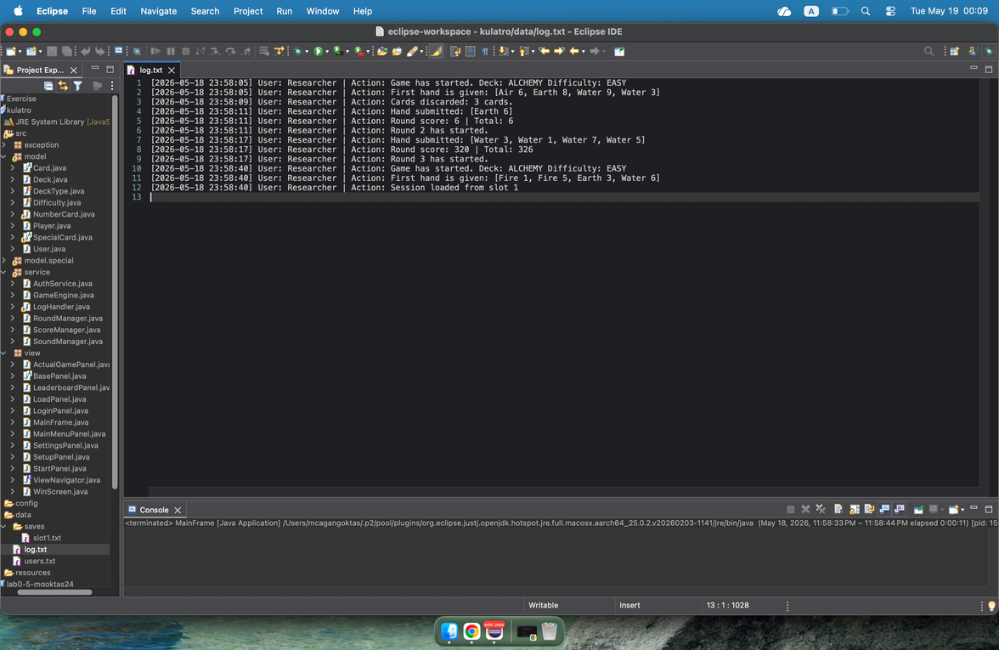 Eclipse File Edit Navigate Search Project Run Window Help A Tue May 19 00:09
eclipse-workspace - kulatro/data/log.txt - Eclipse IDE
Project Exp...
log.txt
Exercise
kulatro
JRE System Library [JavaS
src
exception
model
Card.java
Deck.java
DeckType.java
Difficulty.java
NumberCard.java
Player.java
SpecialCard.java
User.java
model.special
service
AuthService.java
GameEngine.java
LogHandler.java
RoundManager.java
ScoreManager.java
SoundManager.java
view
ActualGamePanel.java
BasePanel.java
LeaderboardPanel.jav
LoadPanel.java
LoginPanel.java
MainFrame.java
MainMenuPanel.java
SettingsPanel.java
SetupPanel.java
StartPanel.java
ViewNavigator.java
WinScreen.java
config
data
saves
slot1.txt
log.txt
users.txt
resources
lab0-5-mgoktas24
1 [2026-05-18 23:58:05] User: Researcher | Action: Game has started. Deck: ALCHEMY Difficulty: EASY
2 [2026-05-18 23:58:05] User: Researcher | Action: First hand is given: [Air 6, Earth 8, Water 9, Water 3]
3 [2026-05-18 23:58:09] User: Researcher | Action: Cards discarded: 3 cards.
4 [2026-05-18 23:58:11] User: Researcher | Action: Hand submitted: [Earth 6]
5 [2026-05-18 23:58:11] User: Researcher | Action: Round score: 6 | Total: 6
6 [2026-05-18 23:58:11] User: Researcher | Action: Round 2 has started.
7 [2026-05-18 23:58:17] User: Researcher | Action: Hand submitted: [Water 3, Water 1, Water 7, Water 5]
8 [2026-05-18 23:58:17] User: Researcher | Action: Round score: 320 | Total: 326
9 [2026-05-18 23:58:17] User: Researcher | Action: Round 3 has started.
10 [2026-05-18 23:58:40] User: Researcher | Action: Game has started. Deck: ALCHEMY Difficulty: EASY
11 [2026-05-18 23:58:40] User: Researcher | Action: First hand is given: [Fire 1, Fire 5, Earth 3, Water 6]
12 [2026-05-18 23:58:40] User: Researcher | Action: Session loaded from slot 1
13
Console
<terminated> MainFrame [Java Application] /Users/mcagangoktas/.p2/pool/plugins/org.eclipse.justj.openjdk.hotspot.jre.full.macosx.aarch64_25.0.2.v20260203-1141/jre/bin/java (May 18, 2026, 11:58:33 PM – 11:58:44 PM elapsed 0:00:11) [pid: 15
Writable Insert 13 : 1 : 1028